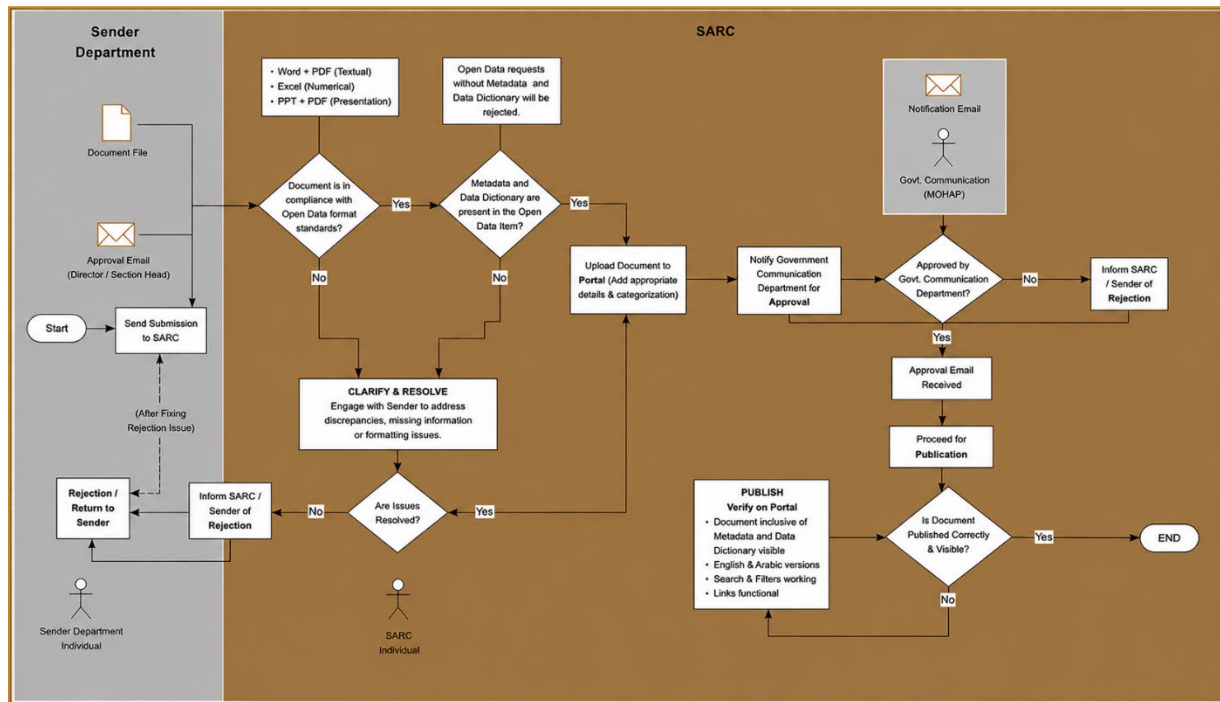 Sender
Department
SARC
• Word + PDF (Textual)
• Excel (Numerical)
• PPT + PDF (Presentation)
Open Data requests
without Metadata and
Data Dictionary will be
rejected.
Notification Email
Govt. Communication
(MOHAP)
Document File
Approval Email
(Director / Section Head)
Document is in
compliance with
Open Data format
standards?
Yes
No
Metadata and
Data Dictionary are
present in the Open
Data Item?
Yes
No
Upload Document to
Portal (Add appropriate
details & categorization)
Notify Government
Communication
Department for
Approval
Approved by
Govt. Communication
Department?
No
Inform SARC
/ Sender of
Rejection
Yes
Start
Send Submission
to SARC
(After Fixing
Rejection Issue)
CLARIFY & RESOLVE
Engage with Sender to address
discrepancies, missing information
or formatting issues.
Approval Email
Received
Proceed for
Publication
Rejection /
Return to
Sender
Inform SARC /
Sender of
Rejection
No
Are Issues
Resolved?
Yes
PUBLISH
Verify on Portal
• Document inclusive of
Metadata and Data
Dictionary visible
• English & Arabic versions
• Search & Filters working
• Links functional
Is Document
Published Correctly
& Visible?
Yes
No
END
Sender Department
Individual
SARC
Individual